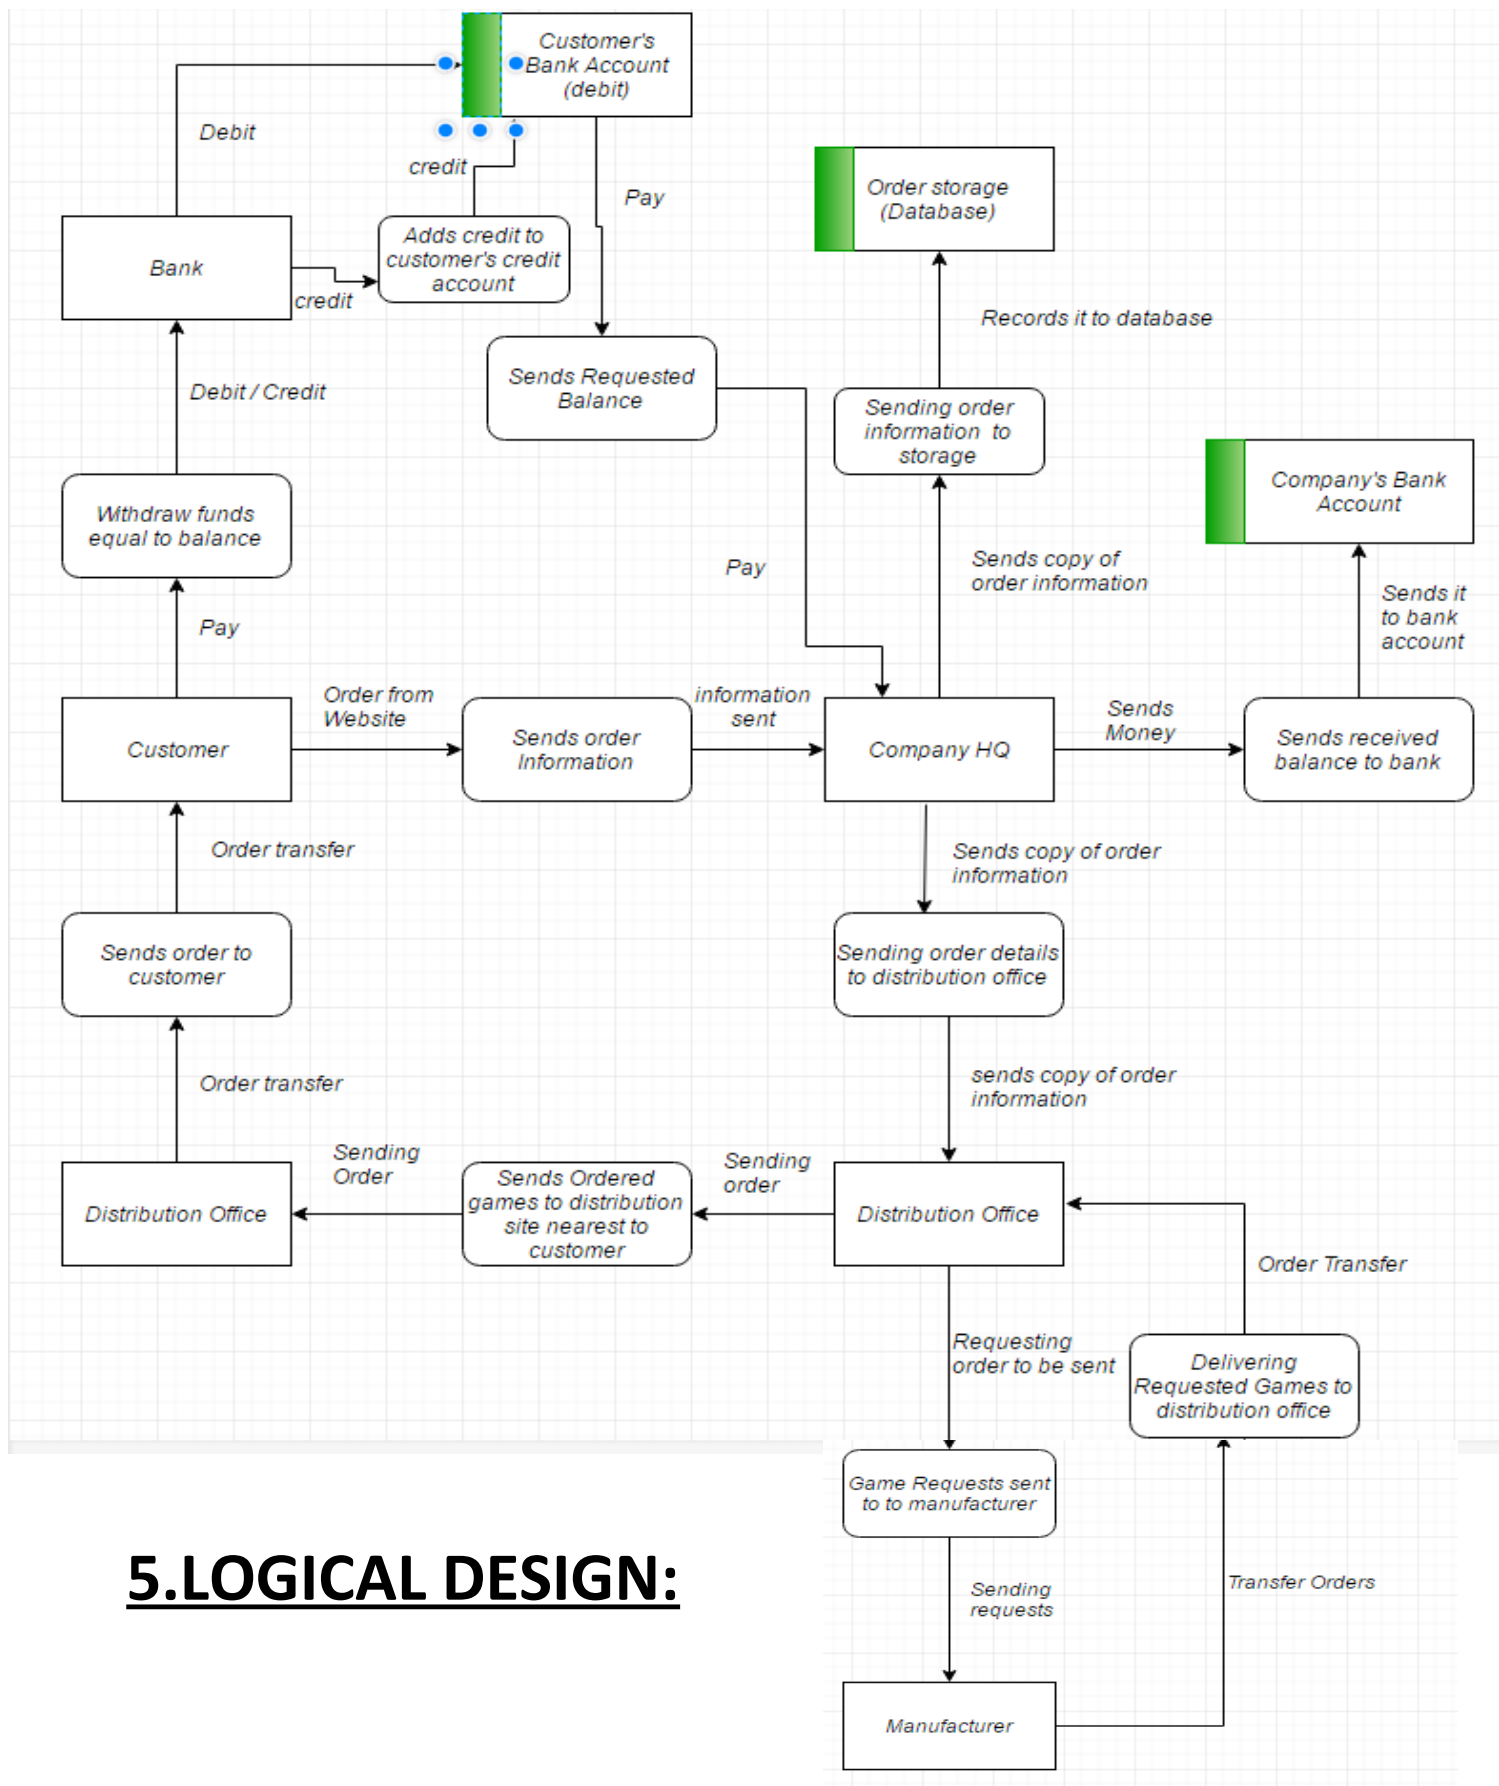 Customer's
Bank Account
(debit)
Debit
credit
Pay
Order storage
(Database)
Bank
Adds credit to
customer's credit
account
credit
Records it to database
Debit / Credit
Sends Requested
Balance
Sending order
information to
storage
Company's Bank
Account
Withdraw funds
equal to balance
Pay
Sends copy of
order information
Sends it
to bank
account
Pay
Order from
Website
information
sent
Sends
Money
Customer
Sends order
Information
Company HQ
Sends received
balance to bank
Order transfer
Sends copy of order
information
Sends order to
customer
Sending order details
to distribution office
Order transfer
sends copy of order
information
Sending
Order
Sending
order
Distribution Office
Sends Ordered
games to distribution
site nearest to
customer
Distribution Office
Order Transfer
Requesting
order to be sent
Delivering
Requested Games to
distribution office
Game Requests sent
to to manufacturer
5.LOGICAL DESIGN:
Sending
requests
Transfer Orders
Manufacturer